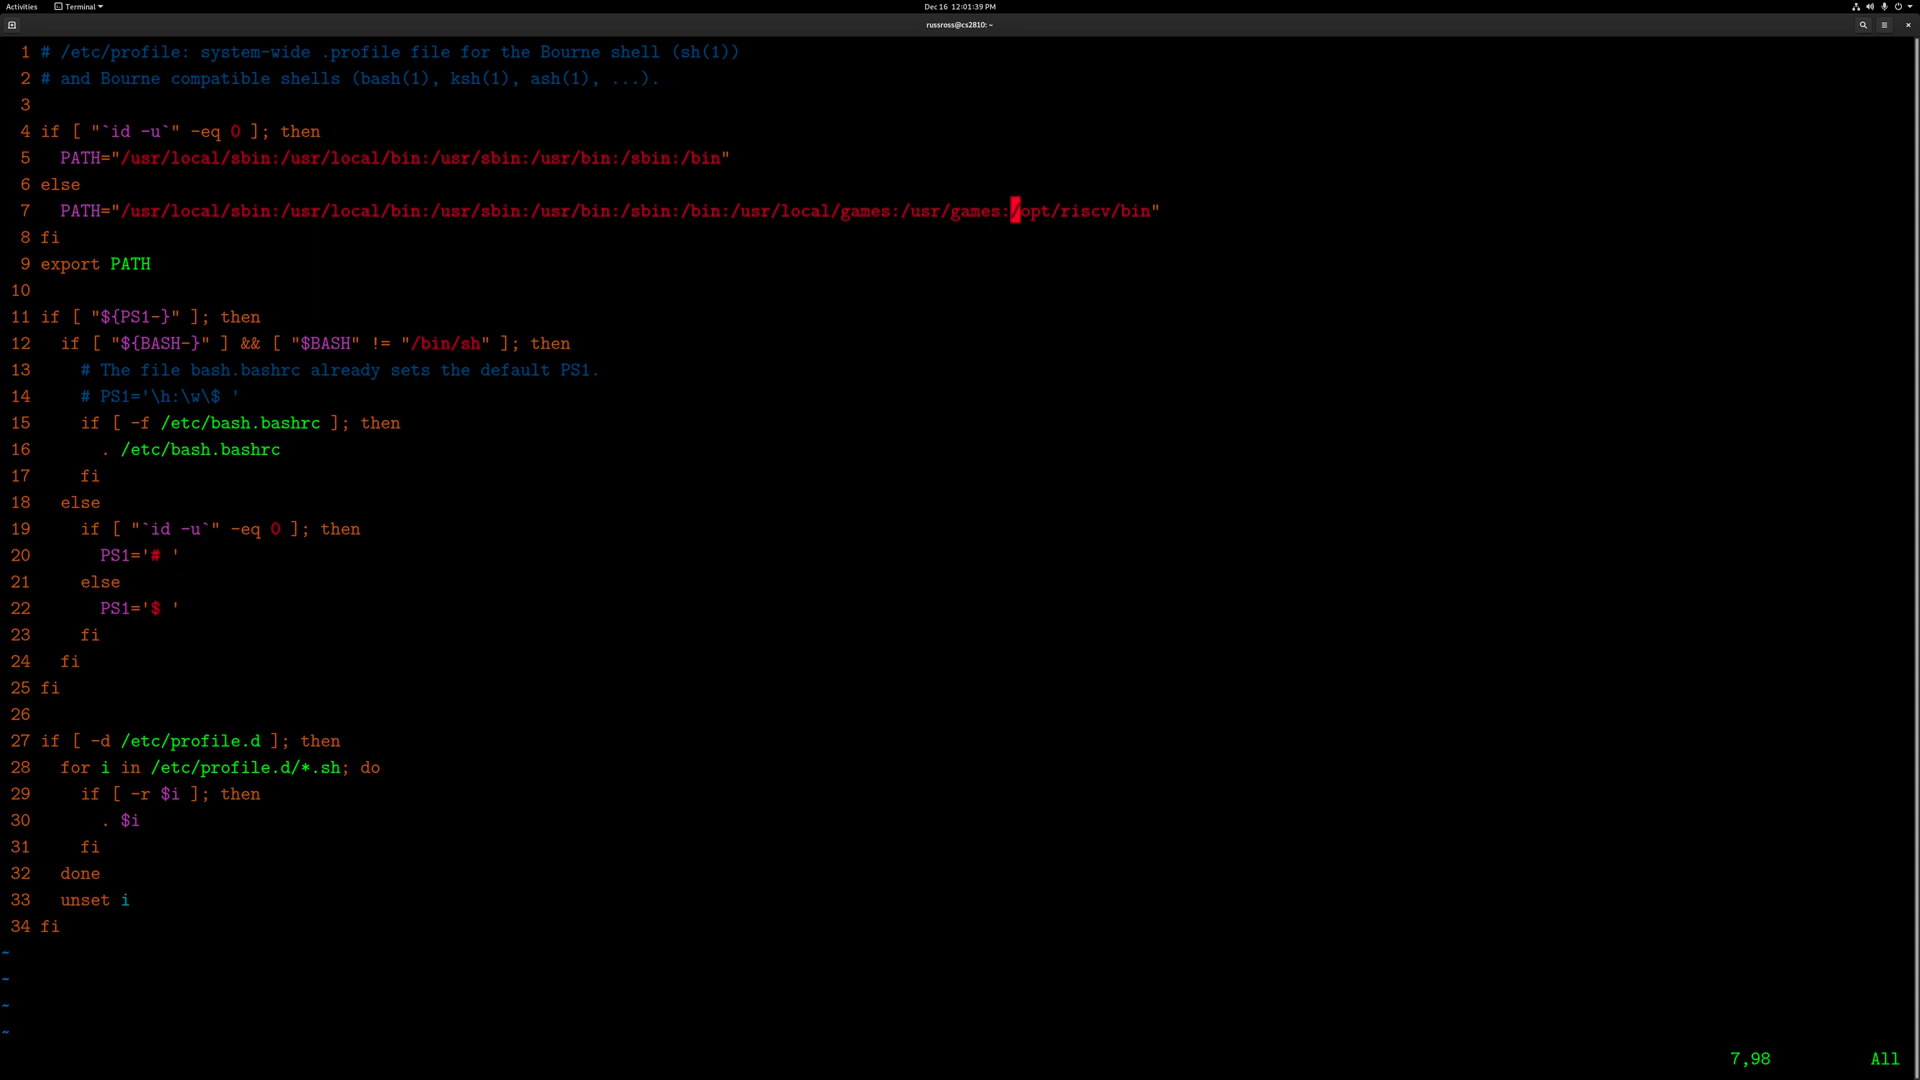 Activities Terminal Dec 16 12:01:39 PM
russross@cs2810: ~
1 # /etc/profile: system-wide .profile file for the Bourne shell (sh(1))
2 # and Bourne compatible shells (bash(1), ksh(1), ash(1), ...).
3
4 if [ "`id -u`" -eq 0 ]; then
5   PATH="/usr/local/sbin:/usr/local/bin:/usr/sbin:/usr/bin:/sbin:/bin"
6 else
7   PATH="/usr/local/sbin:/usr/local/bin:/usr/sbin:/usr/bin:/sbin:/bin:/usr/local/games:/usr/games:/opt/riscv/bin"
8 fi
9 export PATH
10
11 if [ "${PS1-}" ]; then
12   if [ "${BASH-}" ] && [ "$BASH" != "/bin/sh" ]; then
13     # The file bash.bashrc already sets the default PS1.
14     # PS1='\h:\w\$ '
15     if [ -f /etc/bash.bashrc ]; then
16       . /etc/bash.bashrc
17     fi
18   else
19     if [ "`id -u`" -eq 0 ]; then
20       PS1='# '
21     else
22       PS1='$ '
23     fi
24   fi
25 fi
26
27 if [ -d /etc/profile.d ]; then
28   for i in /etc/profile.d/*.sh; do
29     if [ -r $i ]; then
30       . $i
31     fi
32   done
33   unset i
34 fi
~
~
~
~
7,98 All